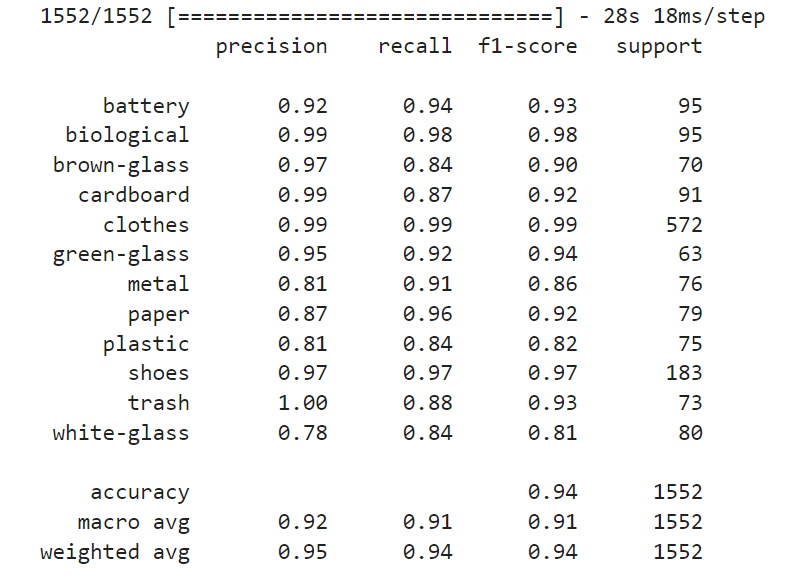 1552/1552 [==============================] - 28s 18ms/step
precision recall f1-score support
battery 0.92 0.94 0.93 95
biological 0.99 0.98 0.98 95
brown-glass 0.97 0.84 0.90 70
cardboard 0.99 0.87 0.92 91
clothes 0.99 0.99 0.99 572
green-glass 0.95 0.92 0.94 63
metal 0.81 0.91 0.86 76
paper 0.87 0.96 0.92 79
plastic 0.81 0.84 0.82 75
shoes 0.97 0.97 0.97 183
trash 1.00 0.88 0.93 73
white-glass 0.78 0.84 0.81 80
accuracy 0.94 1552
macro avg 0.92 0.91 0.91 1552
weighted avg 0.95 0.94 0.94 1552